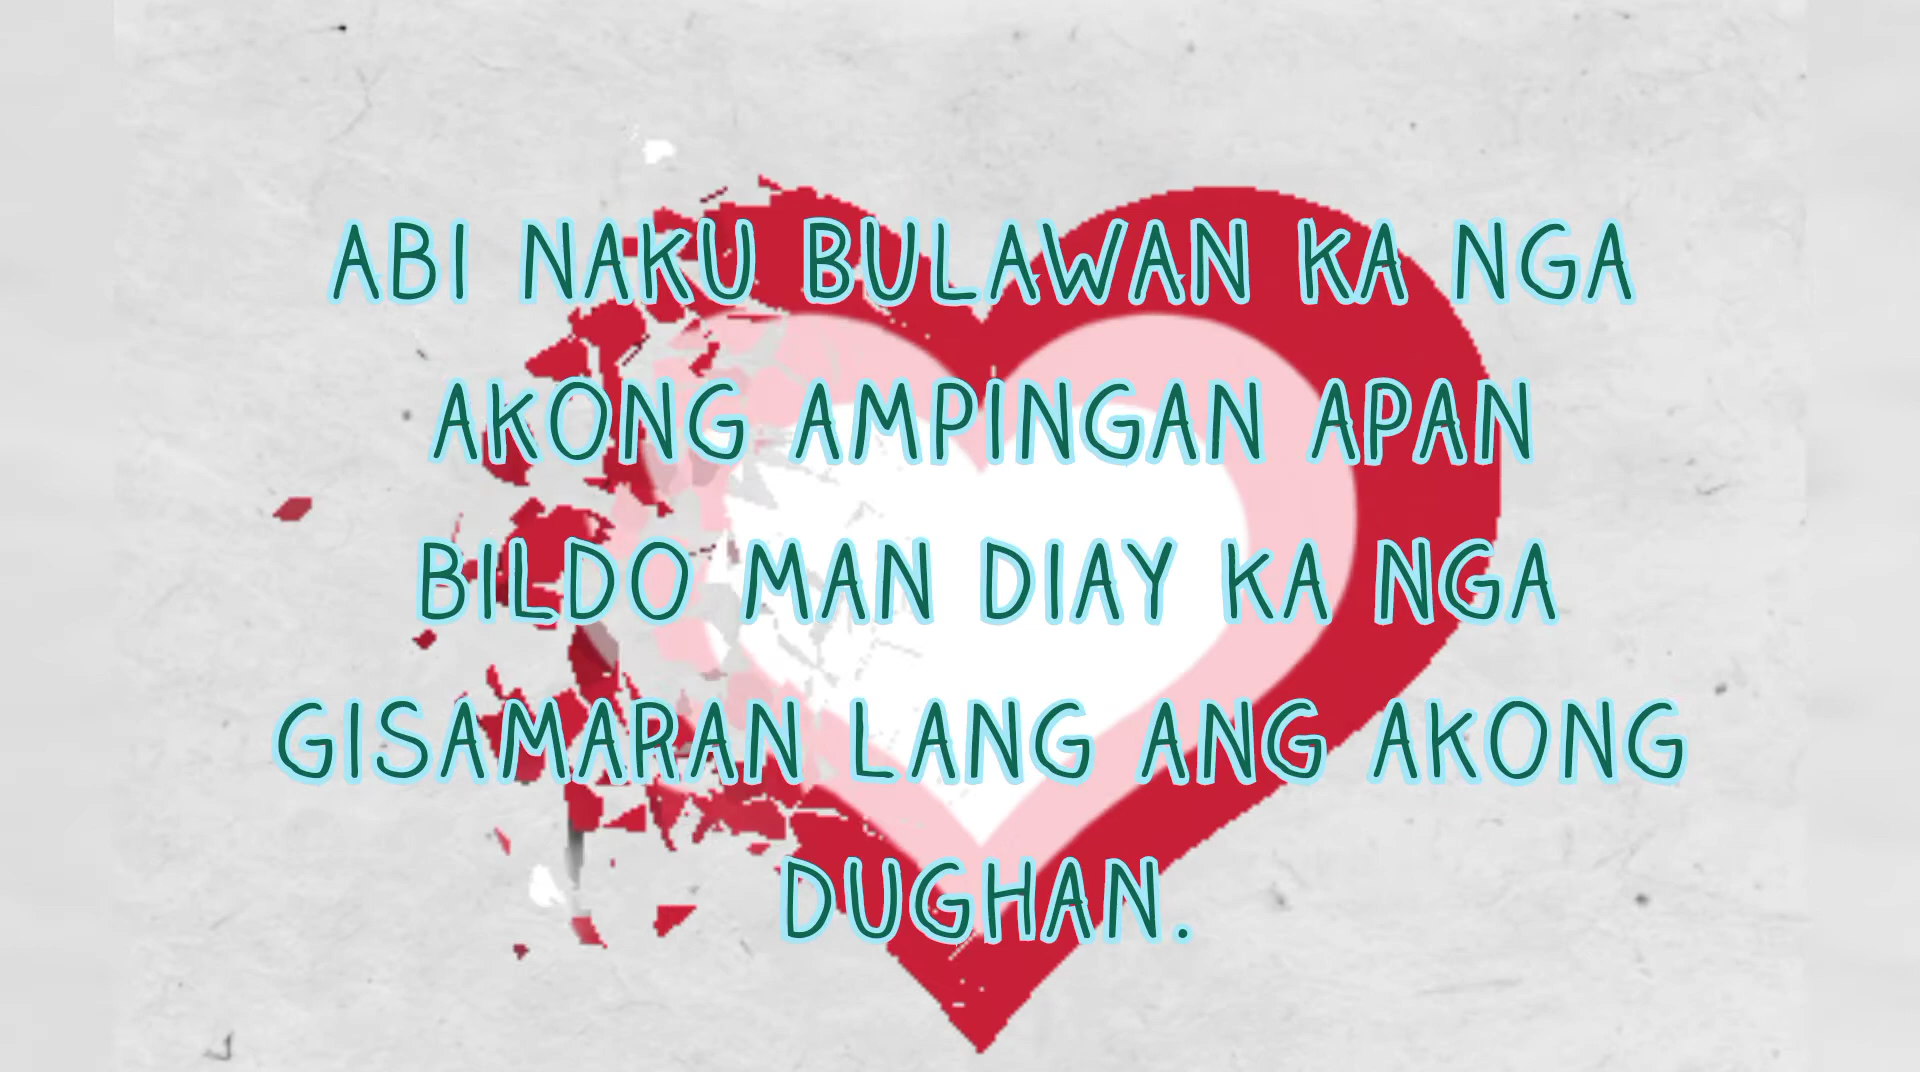 ABI NAKU BULAWAN KA NGA
AKONG AMPINGAN APAN
BILDO MAN DIAY KA NGA
GISAMARAN LANG ANG AKONG
DUGHAN.